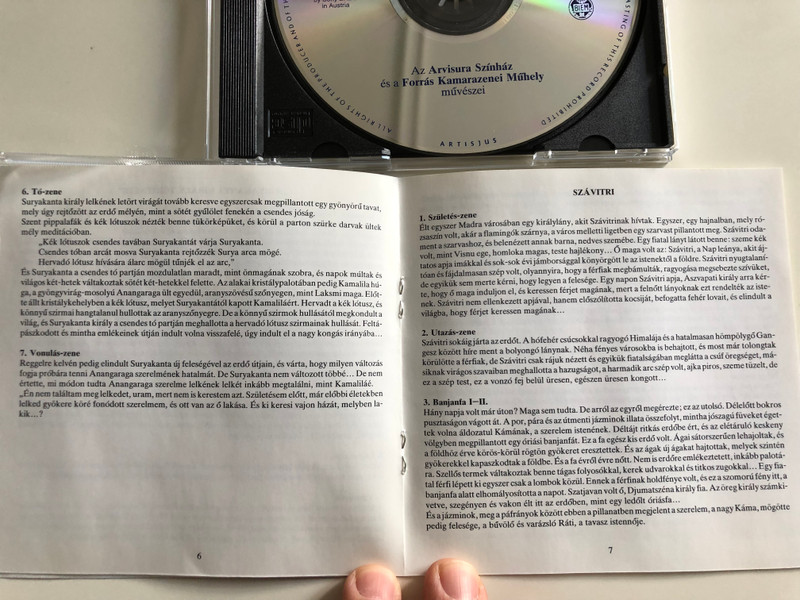 in Austria
ALL RIGHTS OF THE PRODUCER AND OF THE
CASTING OF THIS RECORD PROHIBITED
BIEM
Az Arvisura Színház
és a Forrás Kamarazenei Műhely
művészei
ARTISJUS
6. Tó-zene
Suryakanta király lelkének letört virágát tovább keresve egyszercsak megpillantott egy gyönyörű tavat,
mely úgy rejtőzött az erdő mélyén, mint a sötét gyűlölet fenekén a csendes jóság.
Szent pippalafák és kék lótuszok nézték benne tükörképüket, és körül a parton szürke darvak ültek
mély meditációban.
„Kék lótuszok csendes tavában Suryakantát várja Suryakanta.
Csendes tóban arcát mosva Suryakanta rejtőzzék Surya arca mögé.
Hervadó lótusz hívására álarc mögül tűnjék el az arc,”
És Suryakanta a csendes tó partján mozdulatlan maradt, mint önmagának szobra, és napok múltak és
világos két-hetek váltakoztak sötét két-hetekkel felette. Az alakai királypalotában pedig Kamalila hú-
ga, a gyöngyvirág-mosolyú Anangaraga ült egyedül, aranyszövésű szőnyegen, mint Laksmi maga. Előt-
te állt kristálykehelyben a kék lótusz, melyet Suryakantától kapott Kamaliláért. Hervadt a kék lótusz, és
könnyű szirmai hangtalanul hullottak az aranyszőnyegre. De a könnyű szirmok hullásától megkondult a
világ, és Suryakanta király a csendes tó partján meghallotta a hervadó lótusz szirmainak hullását. Feltá-
pászkodott és mintha emlékeinek útján indult volna visszafelé, úgy indult el a nagy kongás irányába…
7. Vonulás-zene
Reggelre kelvén pedig elindult Suryakanta új feleségével az erdő útjain, és várta, hogy milyen változás
fogja próbára tenni Anangaraga szerelmének hatalmát. De Suryakanta nem változott többé… De nem
értette, mi módon tudta Anangaraga szerelme lelkének lelkét inkább megtalálni, mint Kamaliláé.
„Én nem találtam meg lelkedet, uram, mert nem is kerestem azt. Születésem előtt, már előbbi életekben
lelked gyökere köré fonódott szerelmem, és ott van az ő lakása. És ki keresi vajon házát, melyben la-
kik…?
6
SZÁVITRI
1. Születés-zene
Élt egyszer Madra városában egy királylány, akit Szávitrinak hívtak. Egyszer, egy hajnalban, mely ró-
zsaszín volt, akár a flamingók szárnya, a város melletti ligetben egy szarvast pillantott meg. Szávitri oda-
ment a szarvashoz, és belenézett annak barna, nedves szemébe. Egy fiatal lányt látott benne: szeme kék
volt, mint Visnu ege, homloka magas, teste hajlékony… Ő maga volt az: Szávitri, a Nap leánya, akit áj-
tatos apja imákkal és sok-sok évi jámborsággal könyörgött le az istenektől a földre. Szávitri nyugtalaní-
tóan és fájdalmasan szép volt, olyannyira, hogy a férfiak megbámulták, ragyogása megsebezte szívüket,
de egyikük sem merte kérni, hogy legyen a felesége. Egy napon Szávitri apja, Aszvapati király arra kér-
te, hogy ő maga induljon el, és keressen férjet magának, mert a felnőtt lányoknak ezt rendelték az iste-
nek. Szávitri nem ellenkezett apjával, hanem előszólította kocsiját, befogatta fehér lovait, és elindult a
világba, hogy férjet keressen magának…
2. Utazás-zene
Szávitri sokáig járta az erdőt. A hófehér csúcsokkal ragyogó Himalája és a hatalmasan hömpölygő Gan-
gesz között híre ment a bolyongó lánynak. Néha fényes városokba is behajtott, és most már tolongtak
körülötte a férfiak, de Szávitri csak rájuk nézett és egyikük fiatalságában meglátta a csúf öregséget, má-
siknak virágos szavaiban meghallotta a hazugságot, a harmadik arc szép volt, ajka piros, szeme tüzelt, de
ez a szép test, ez a vonzó fej belül üresen, egészen üresen kongott…
3. Banjanfa I–II.
Hány napja volt már úton? Maga sem tudta. De arról az egyről megérezte; ez az utolsó. Délelőtt bokros
pusztaságon vágott át. A por, pára és az útmenti jázminok illata összefolyt, mintha jószagú füveket éget-
tek volna áldozatul Kámának, a szerelem istenének. Déltájt ritkás erdőbe ért, és az elétáruló keskeny
völgyben megpillantott egy óriási banjanfát. Ez a fa egész kis erdő volt. Ágai sátorszerűen lehajoltak, és
a földhöz érve körös-körül rögtön gyökeret eresztettek. És az ágak új ágakat hajtottak, melyek szintén
gyökerekkel kapaszkodtak a földbe. És a fa évről évre nőtt. Nem is erdőre emlékeztetett, inkább palotá-
ra. Szellős termek váltakoztak benne tágas folyosókkal, kerek udvarokkal és titkos zugokkal… Egy fia-
tal férfi lépett ki egyszer csak a lombok közül. Ennek a férfinak holdfénye volt, és ez a szomorú fény itt, a
banjanfa alatt elhomályosította a napot. Szatjavan volt ő, Djumatszéna király fia. Az öreg király számki-
vetve, szegényen és vakon élt itt az erdőben, mint egy ledőlt óriásfa…
És a jázminok, meg a páfrányok között ebben a pillanatben megjelent a szerelem, a nagy Káma, mögötte
pedig felesége, a bűvölő és varázsló Ráti, a tavasz istennője.
7